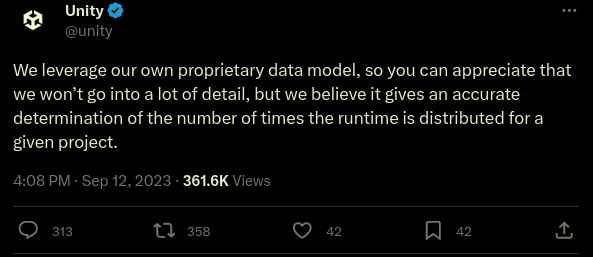 Unity
@unity
We leverage our own proprietary data model, so you can appreciate that
we won’t go into a lot of detail, but we believe it gives an accurate
determination of the number of times the runtime is distributed for a
given project.
4:08 PM · Sep 12, 2023 · 361.6K Views
313 358 42 42